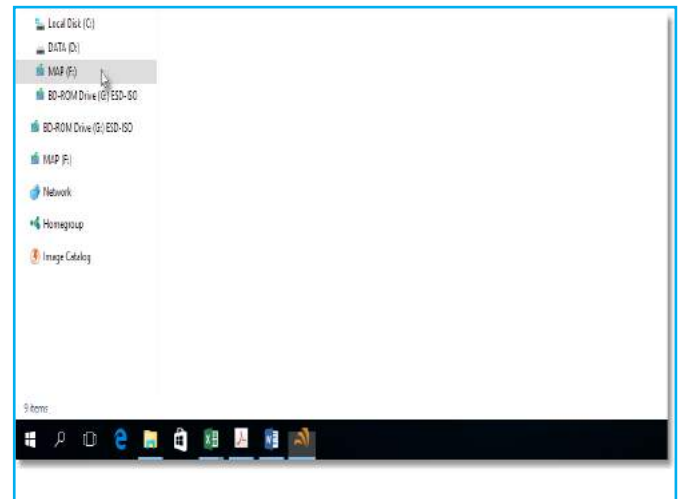 Local Disk (C:)
DATA (D:)
MAP (F:)
BD-ROM Drive (G:) ESD-ISO
BD-ROM Drive (G:) ESD-ISO
MAP (F:)
Network
Homegroup
Image Catalog
9 items